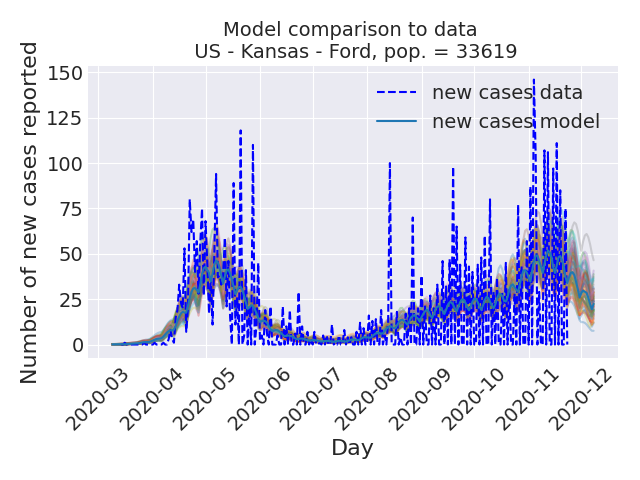 Model comparison to data
US - Kansas - Ford, pop. = 33619
new cases data
new cases model
Number of new cases reported
150
125
100
75
50
25
0
2020-03
2020-04
2020-05
2020-06
2020-07
2020-08
2020-09
2020-10
2020-11
2020-12
Day